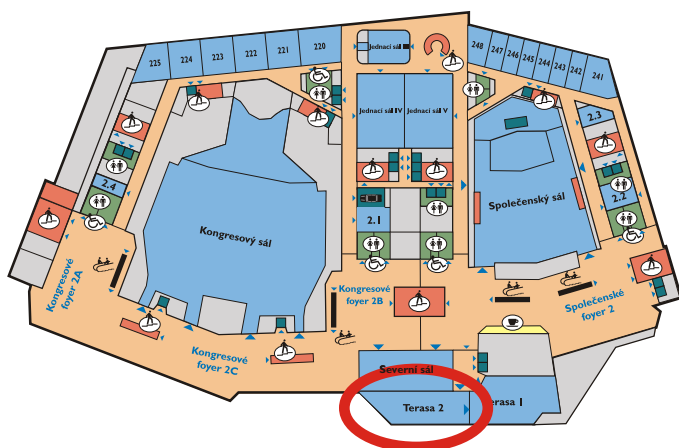 225
224
223
222
221
220
Jednací sál
248
247
246
245
244
243
242
241
Jednací sál IV
Jednací sál V
2.3
2.4
2.2
2.1
Kongresový sál
Společenský sál
Kongresové
foyer 2A
Kongresové
foyer 2B
Společenské
foyer 2
Kongresové
foyer 2C
Severní sál
Terasa 2
Terasa 1